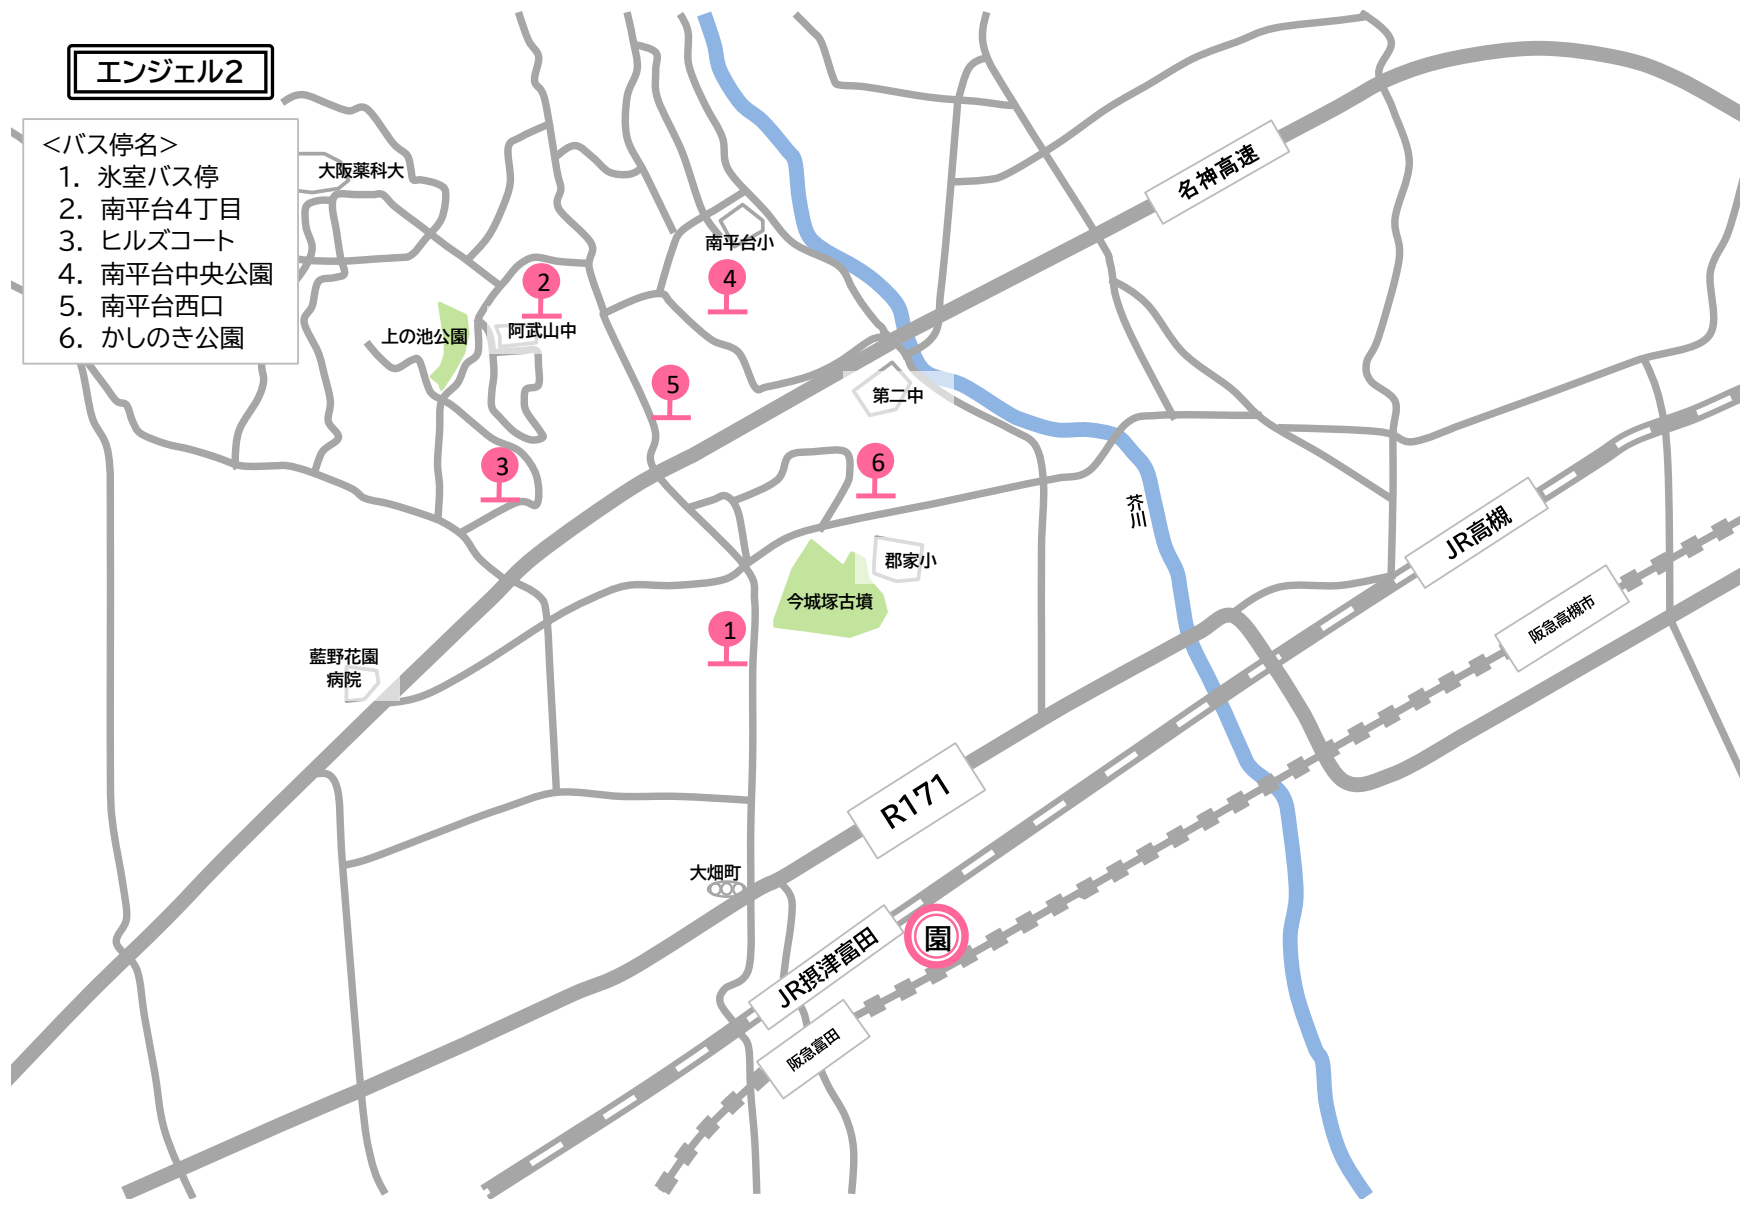 エンジェル2
<バス停名>
1. 氷室バス停
2. 南平台4丁目
3. ヒルズコート
4. 南平台中央公園
5. 南平台西口
6. かしのき公園
大阪薬科大
名神高速
南平台小
2
4
上の池公園
阿武山中
5
第二中
3
6
芥川
JR高槻
郡家小
今城塚古墳
阪急高槻市
1
藍野花園
病院
R171
大畑町
JR摂津富田
園
阪急富田